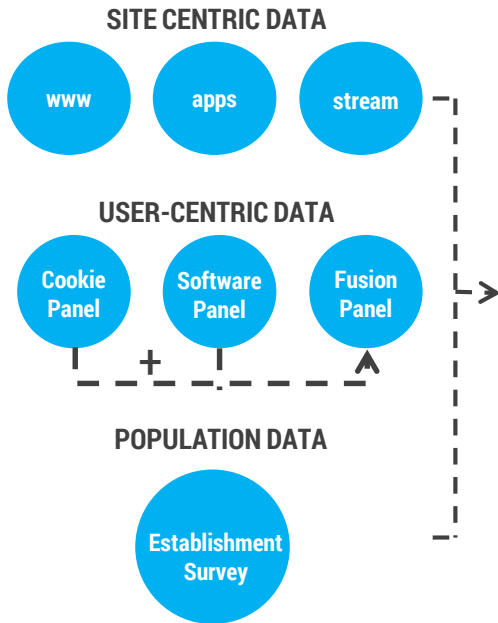 SITE CENTRIC DATA
www
apps
stream
USER-CENTRIC DATA
Cookie
Panel
Software
Panel
Fusion
Panel
+
POPULATION DATA
Establishment
Survey